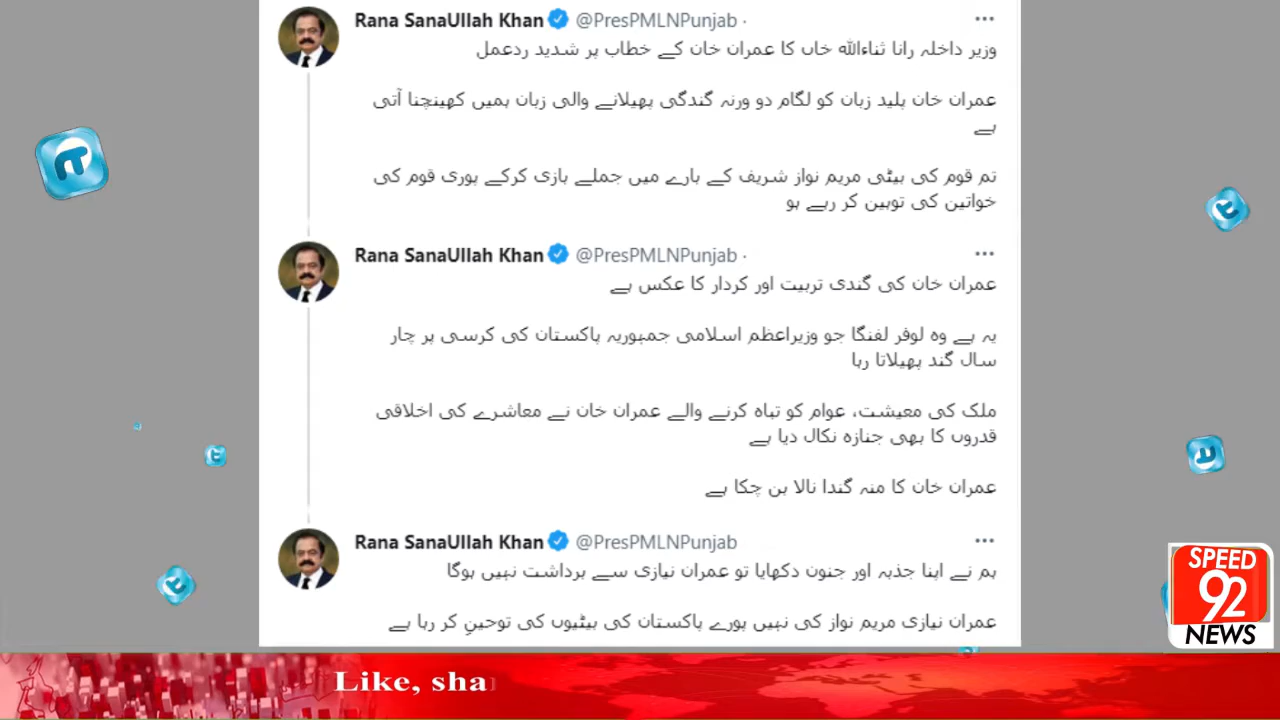 Rana SanaUllah Khan @PresPMLNPunjab ·
وزیر داخلہ رانا ثناءاللہ خاں کا عمران خان کے خطاب پر شدید ردعمل
عمران خان پلید زبان کو لگام دو ورنہ گندگی پھیلانے والی زبان ہمیں کھینچنا آتی
ہے
تم قوم کی بیٹی مریم نواز شریف کے بارے میں جملے بازی کرکے پوری قوم کی
خواتین کی توہین کر رہے ہو
Rana SanaUllah Khan @PresPMLNPunjab ·
عمران خان کی گندی تربیت اور کردار کا عکس ہے
یہ ہے وہ لوفر لفنگا جو وزیراعظم اسلامی جمہوریہ پاکستان کی کرسی پر چار
سال گند پھیلاتا رہا
ملک کی معیشت، عوام کو تباہ کرنے والے عمران خان نے معاشرے کی اخلاقی
قدروں کا بھی جنازہ نکال دیا ہے
عمران خان کا منہ گندا نالا بن چکا ہے
Rana SanaUllah Khan @PresPMLNPunjab
ہم نے اپنا جذبہ اور جنون دکھایا تو عمران نیازی سے برداشت نہیں ہوگا
عمران نیازی مریم نواز کی نہیں پورے پاکستان کی بیٹیوں کی توحینِ کر رہا ہے
SPEED
92
NEWS
Like, sha